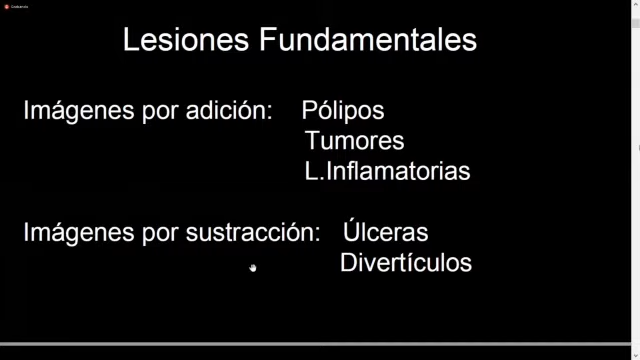 Lesiones Fundamentales
Imágenes por adición: Pólipos
Tumores
L.Inflamatorias
Imágenes por sustracción: Úlceras
Divertículos